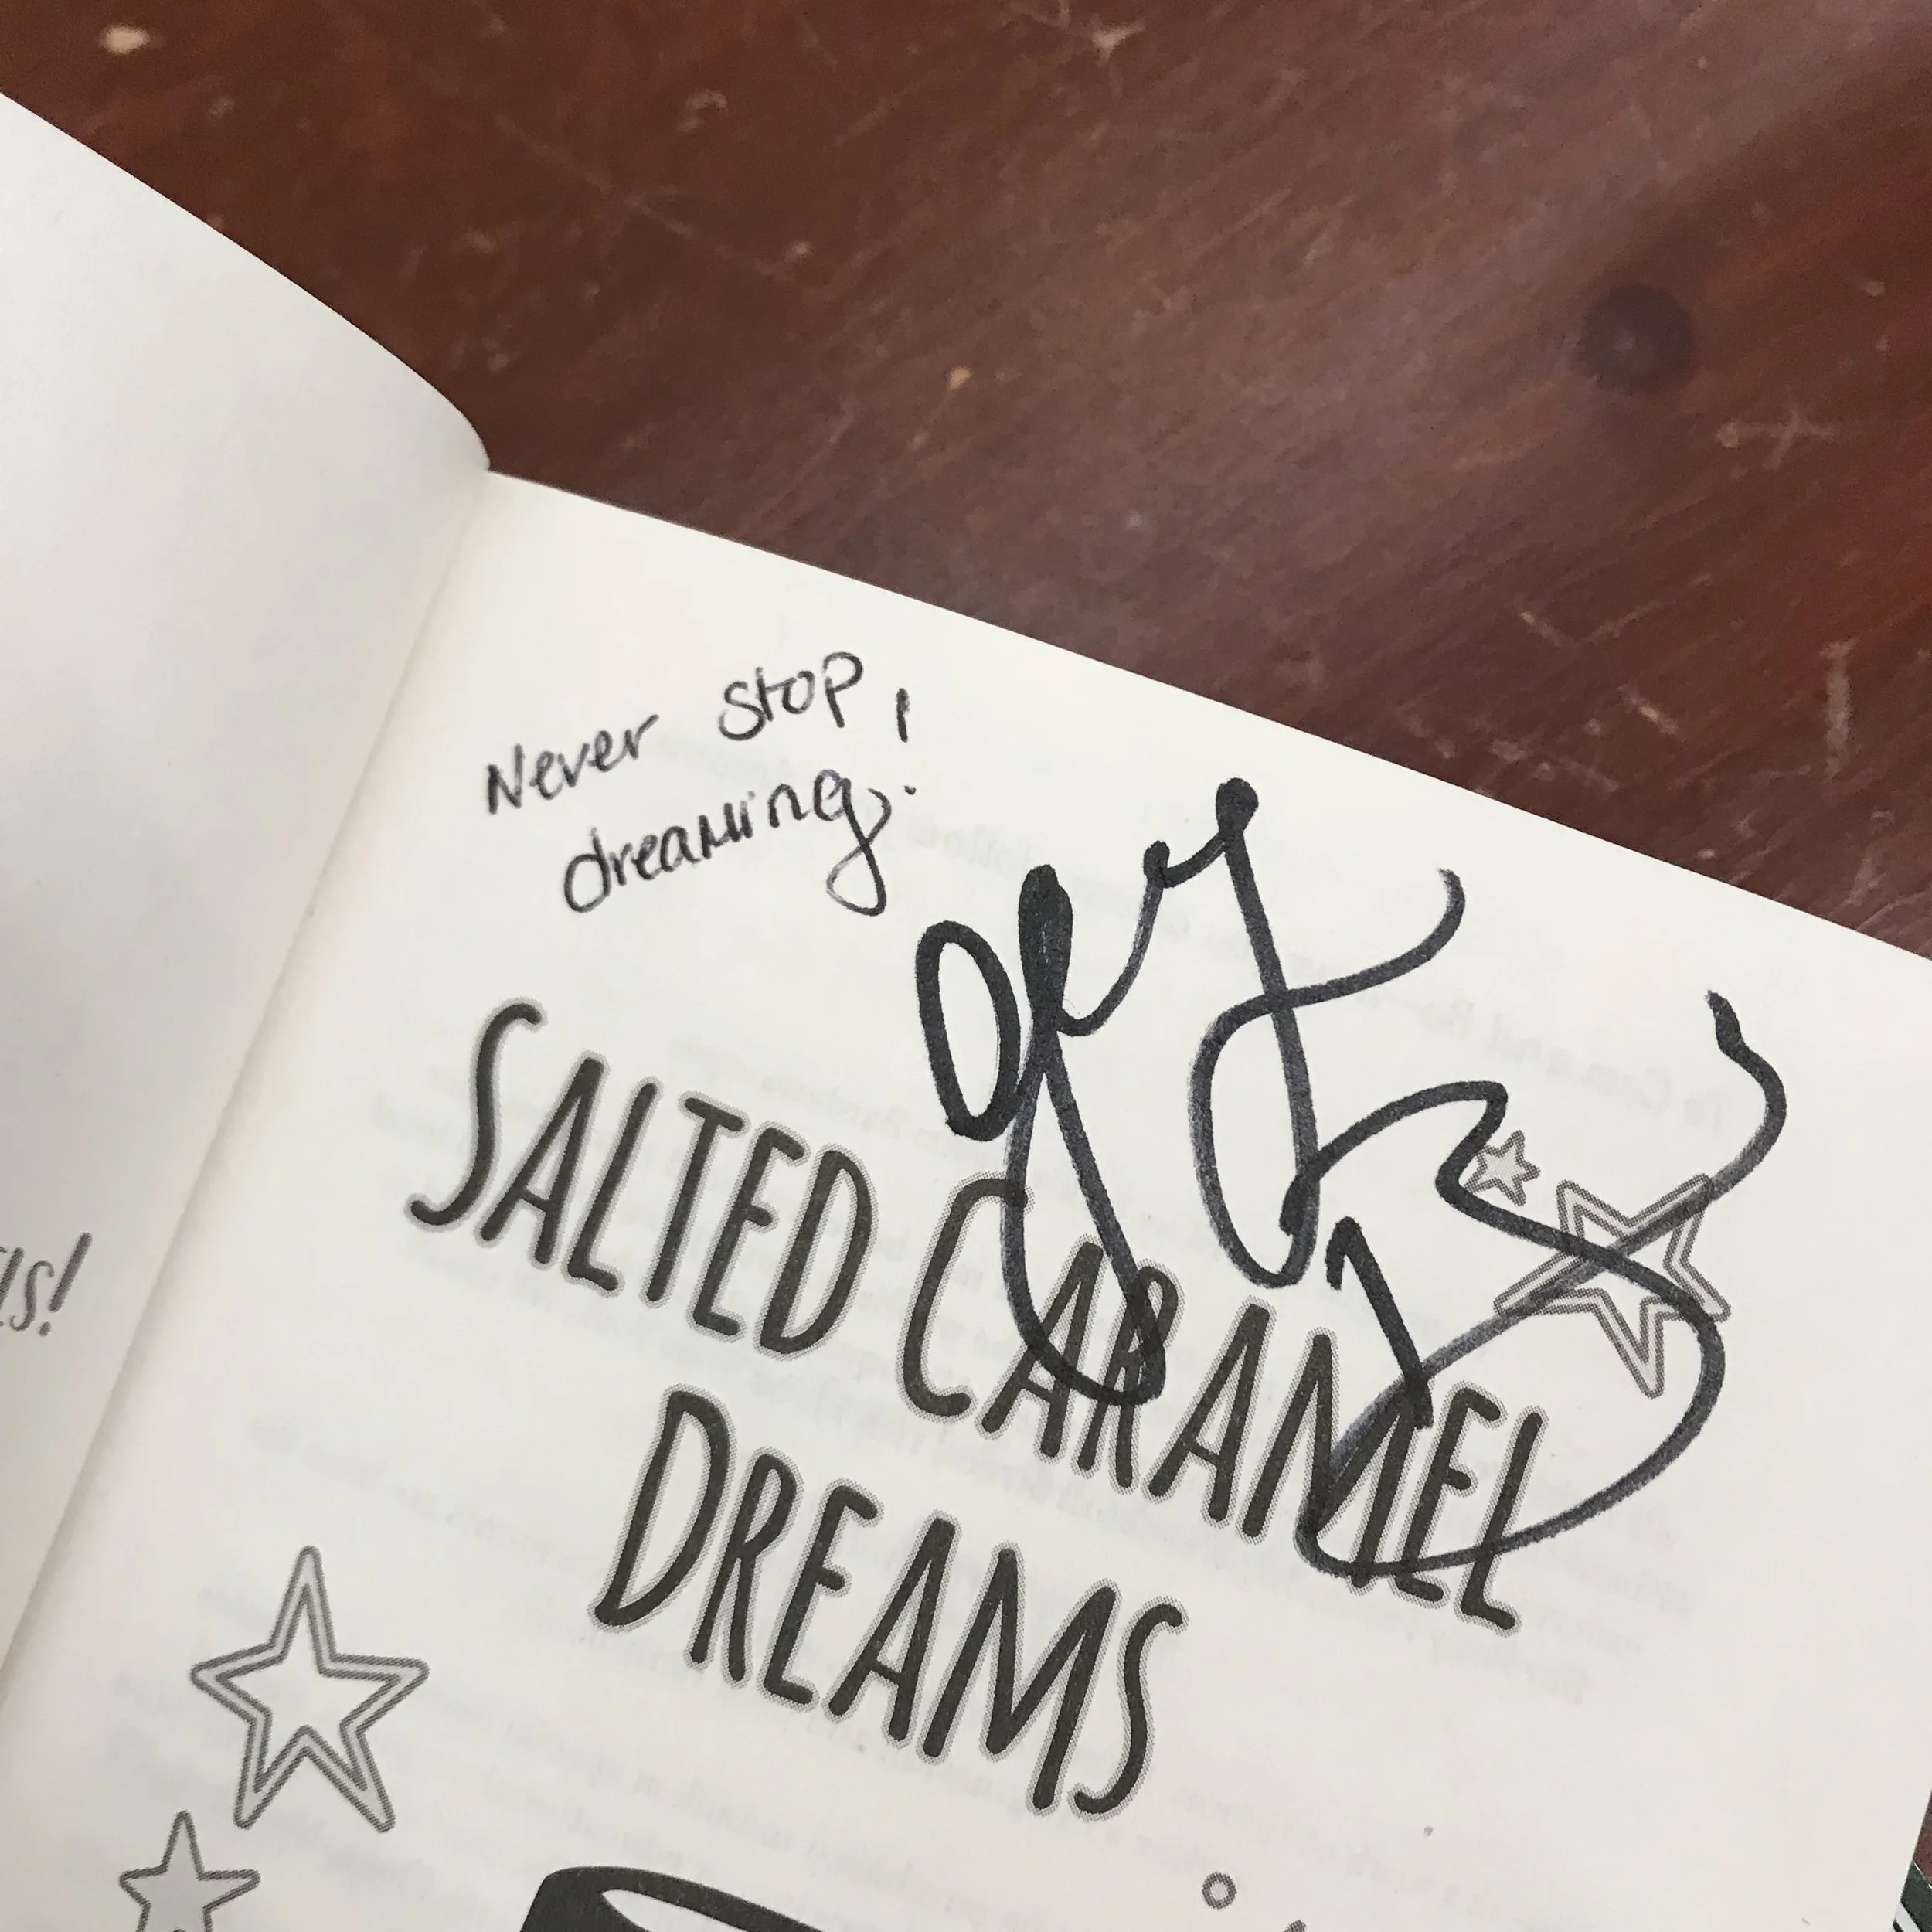 Never stop
dreaming!
SALTED CARAMEL
DREAMS